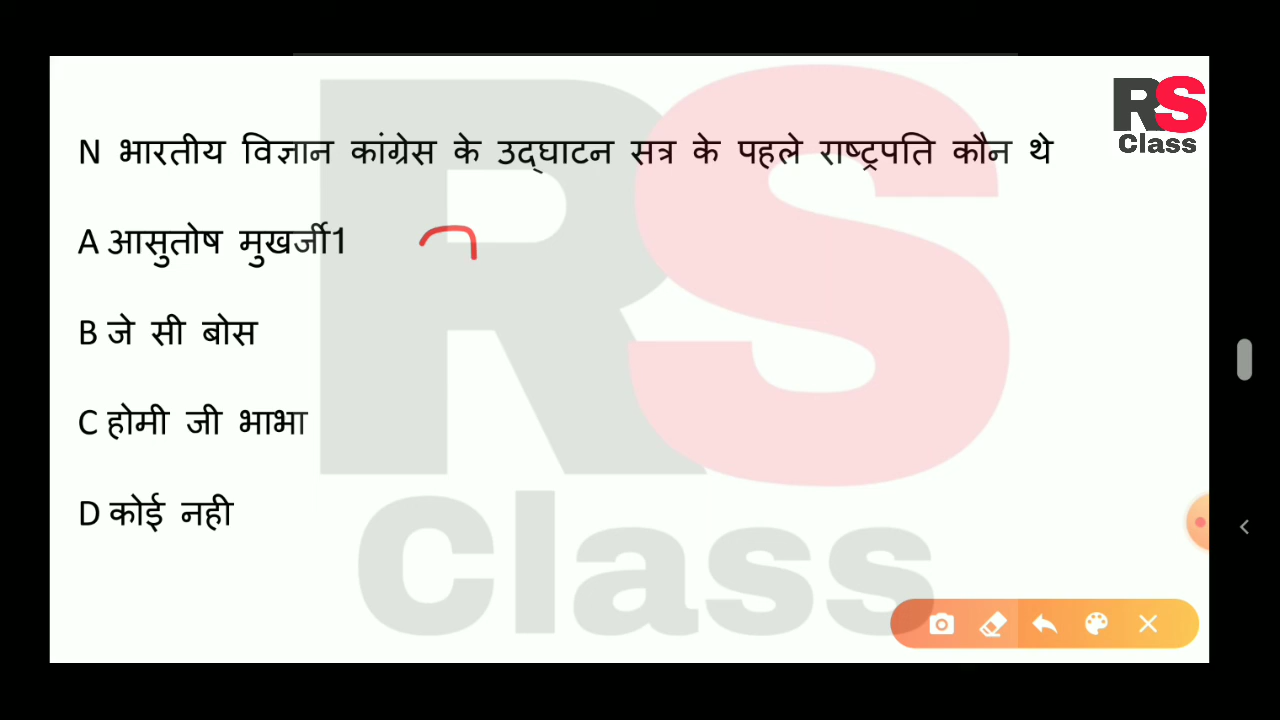 RS
Class
N भारतीय विज्ञान कांग्रेस के उद्घाटन सत्र के पहले राष्ट्रपति कौन थे
A आसुतोष मुखर्जी1
B जे सी बोस
C होमी जी भाभा
D कोई नही
RS
Class